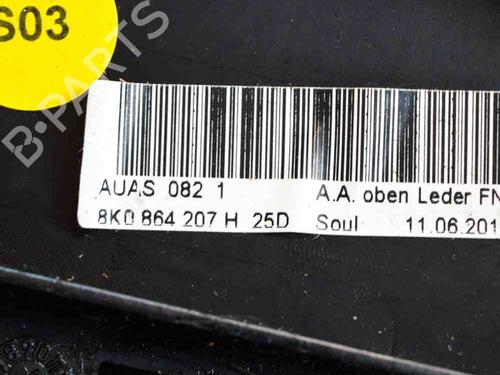 S03
B-PARTS
AUAS 082 1 A.A. oben Leder FN
8K0 864 207 H 25D Soul 11.06.201